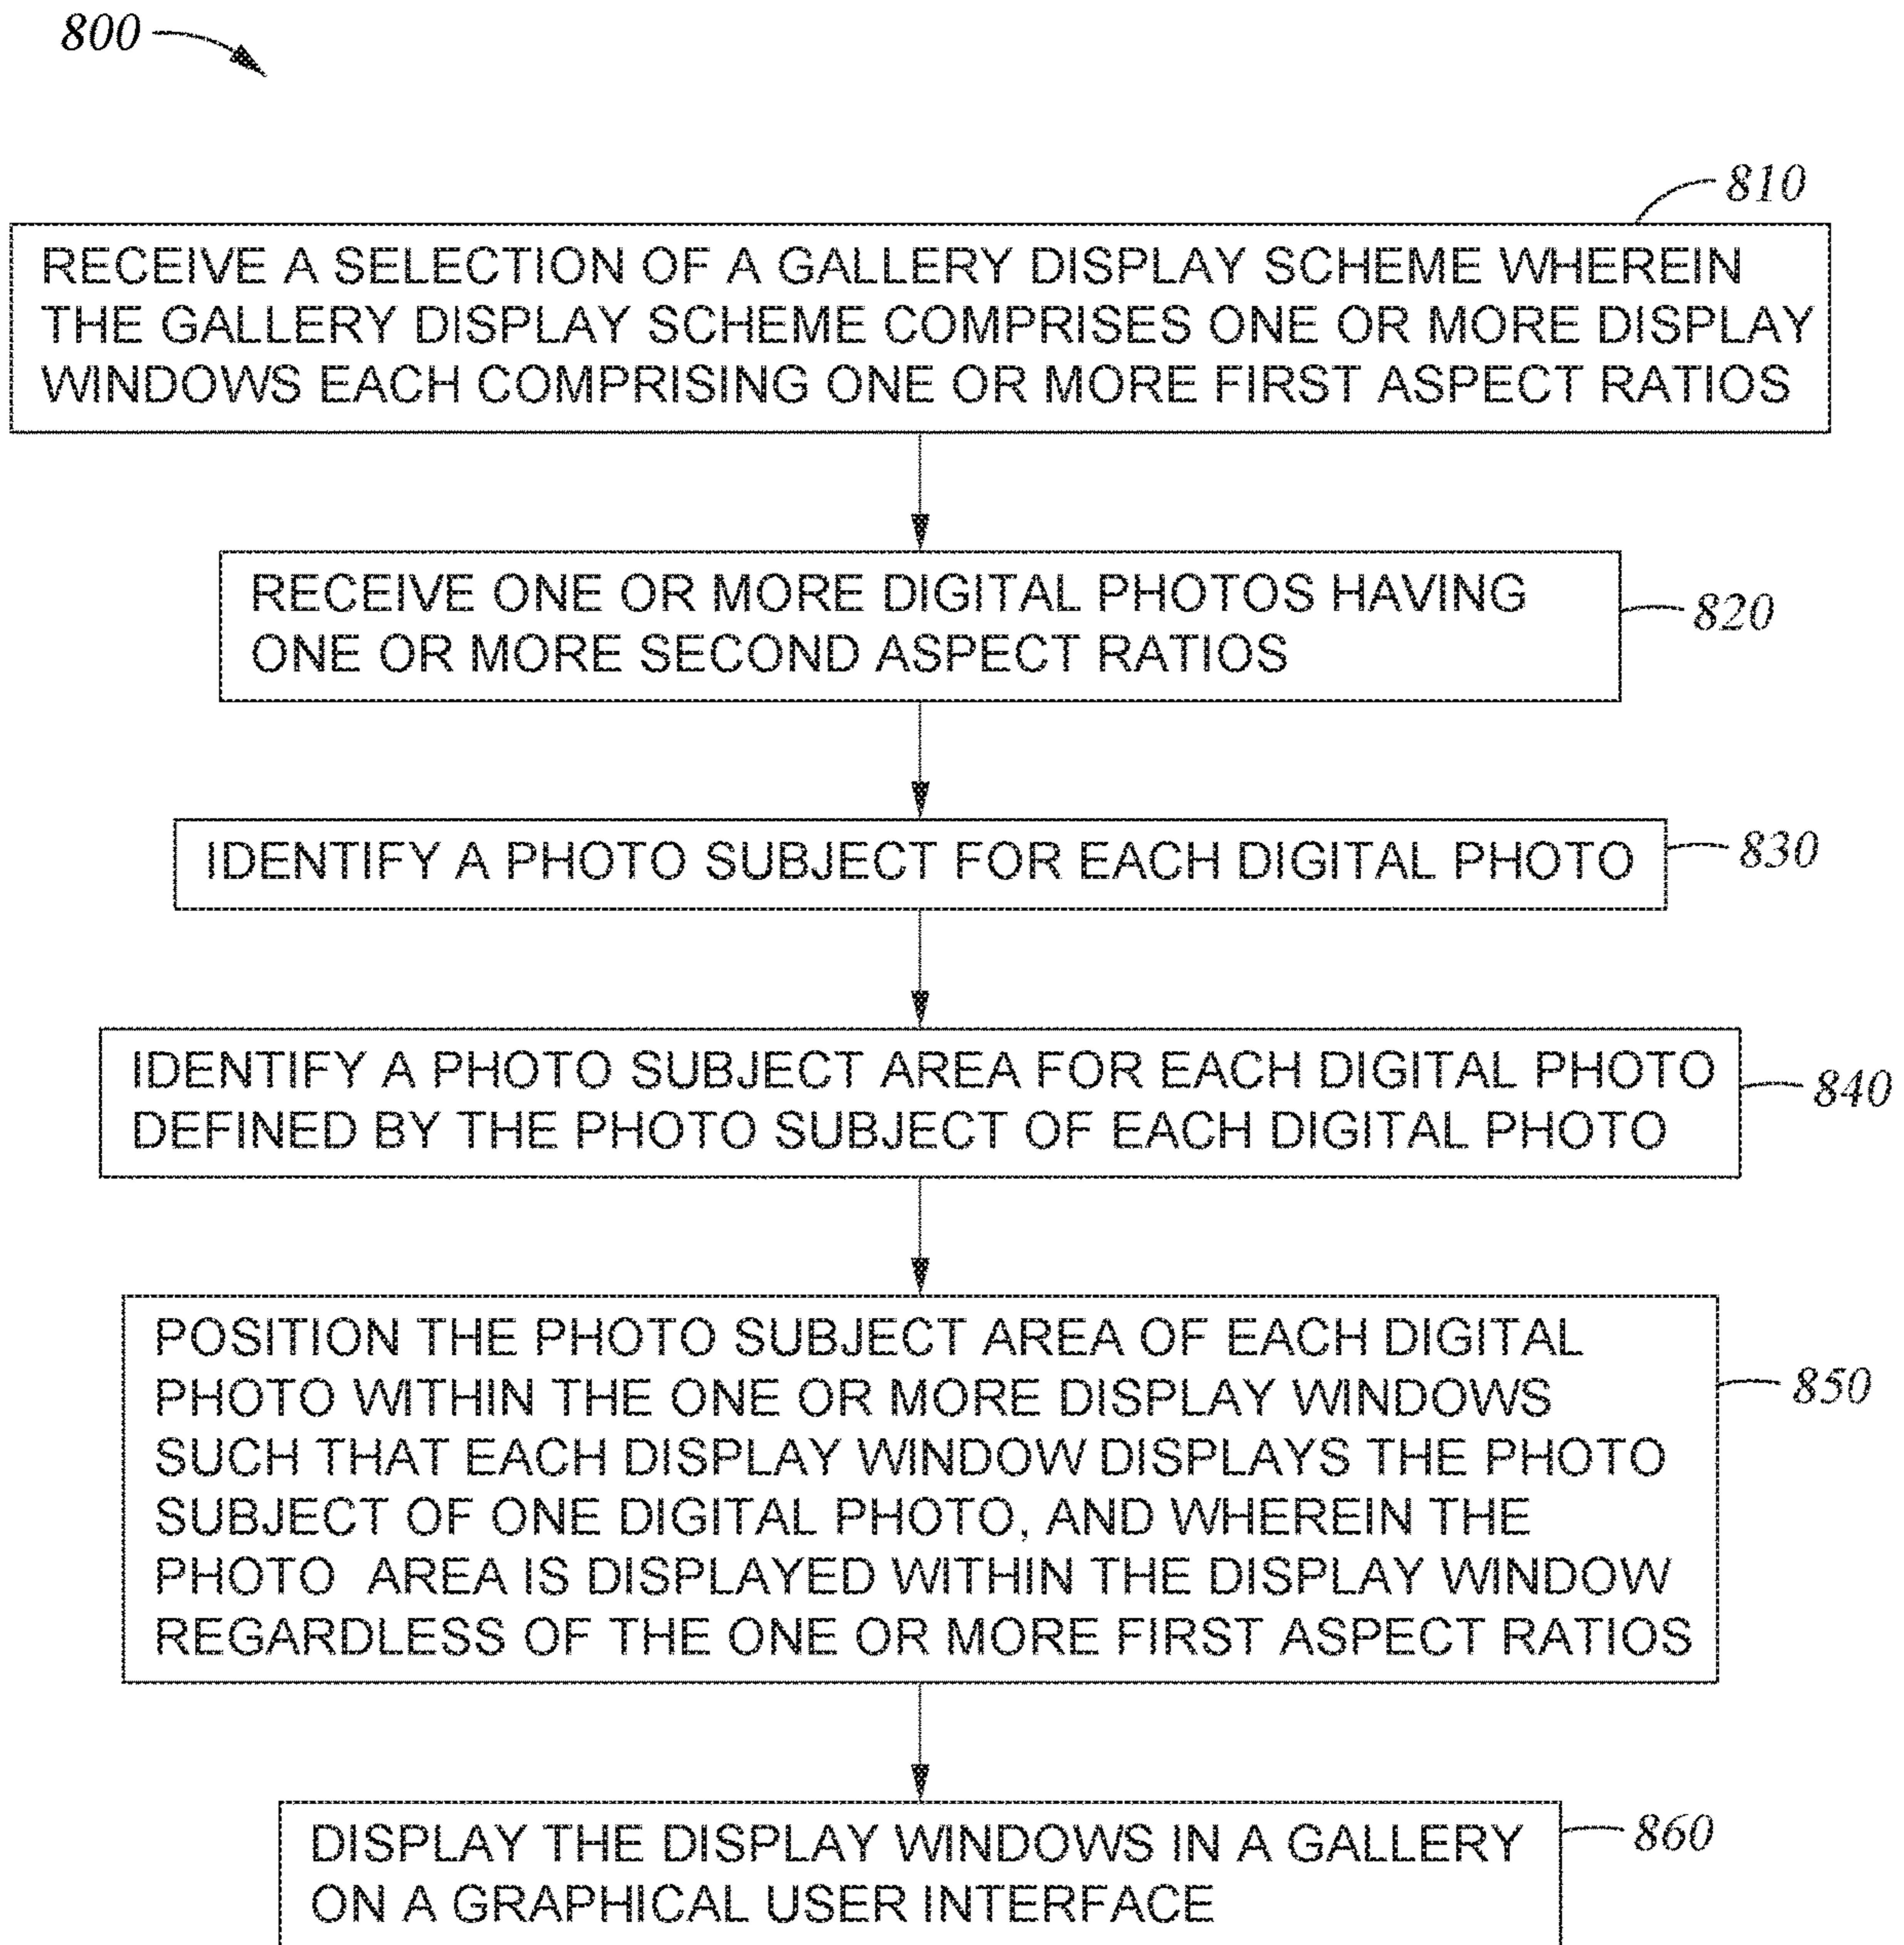 800
810
RECEIVE A SELECTION OF A GALLERY DISPLAY SCHEME WHEREIN
THE GALLERY DISPLAY SCHEME COMPRISES ONE OR MORE DISPLAY
WINDOWS EACH COMPRISING ONE OR MORE FIRST ASPECT RATIOS
RECEIVE ONE OR MORE DIGITAL PHOTOS HAVING
ONE OR MORE SECOND ASPECT RATIOS
820
IDENTIFY A PHOTO SUBJECT FOR EACH DIGITAL PHOTO
830
IDENTIFY A PHOTO SUBJECT AREA FOR EACH DIGITAL PHOTO
DEFINED BY THE PHOTO SUBJECT OF EACH DIGITAL PHOTO
840
POSITION THE PHOTO SUBJECT AREA OF EACH DIGITAL
PHOTO WITHIN THE ONE OR MORE DISPLAY WINDOWS
SUCH THAT EACH DISPLAY WINDOW DISPLAYS THE PHOTO
SUBJECT OF ONE DIGITAL PHOTO, AND WHEREIN THE
PHOTO AREA IS DISPLAYED WITHIN THE DISPLAY WINDOW
REGARDLESS OF THE ONE OR MORE FIRST ASPECT RATIOS
850
DISPLAY THE DISPLAY WINDOWS IN A GALLERY
ON A GRAPHICAL USER INTERFACE
860